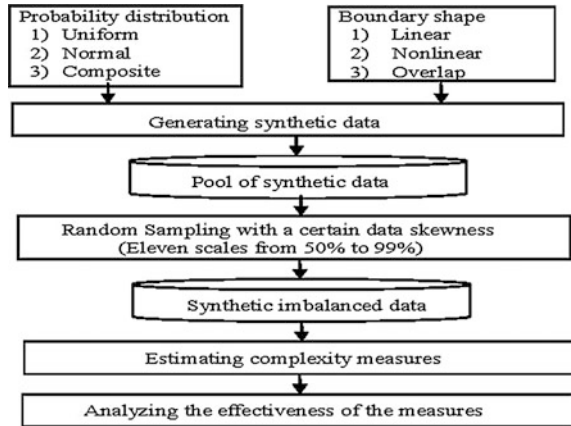 Probability distribution
1) Uniform
2) Normal
3) Composite
Boundary shape
1) Linear
2) Nonlinear
3) Overlap
Generating synthetic data
Pool of synthetic data
Random Sampling with a certain data skewness
(Eleven scales from 50% to 99%)
Synthetic imbalanced data
Estimating complexity measures
Analyzing the effectiveness of the measures